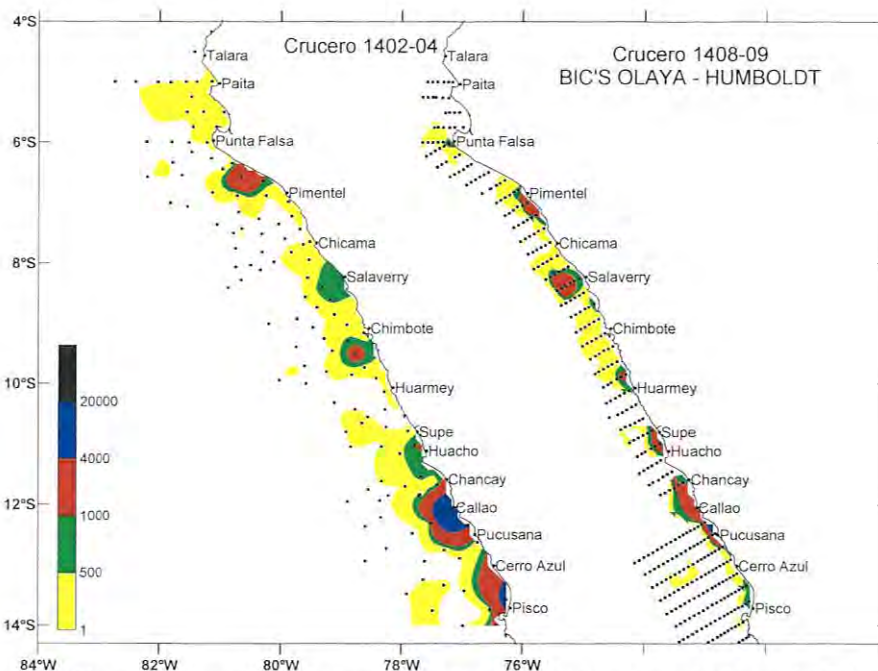 4°S
6°S
8°S
10°S
12°S
14°S
84°W
82°W
80°W
78°W
76°W
20000
4000
1000
500
1
Crucero 1402-04
Talara
Paita
Punta Falsa
Pimentel
Chicama
Salaverry
Chimbote
Huarmey
Supe
Huacho
Chancay
Callao
Pucusana
Cerro Azul
Pisco
Crucero 1408-09
BIC'S OLAYA - HUMBOLDT
Talara
Paita
Punta Falsa
Pimentel
Chicama
Salaverry
Chimbote
Huarmey
Supe
Huacho
Chancay
Callao
Pucusana
Cerro Azul
Pisco